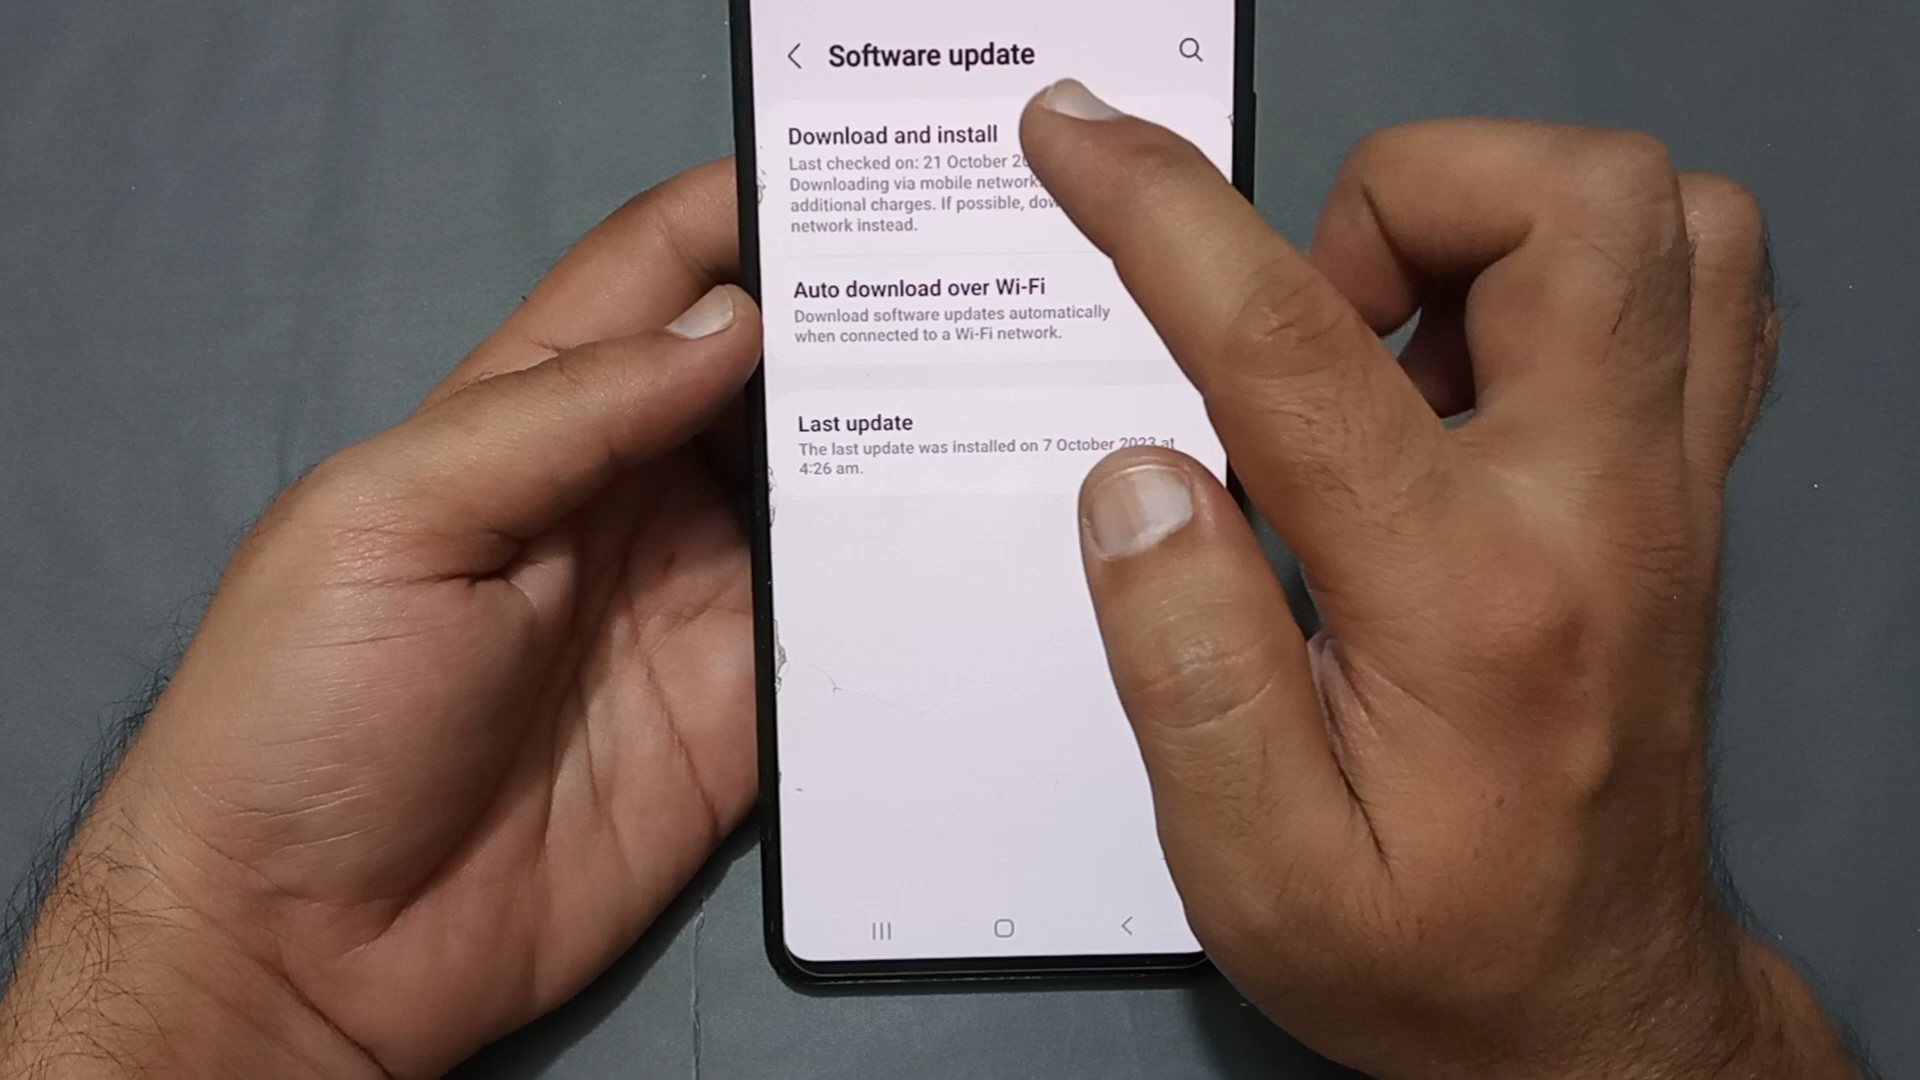 Software update
Download and install
Last checked on: 21 October
Downloading via mobile network
additional charges. If possible,
network instead.
Auto download over Wi-Fi
Download software updates automatically
when connected to a Wi-Fi network.
Last update
The last update was installed on 7 October 2023 at
4:26 am.